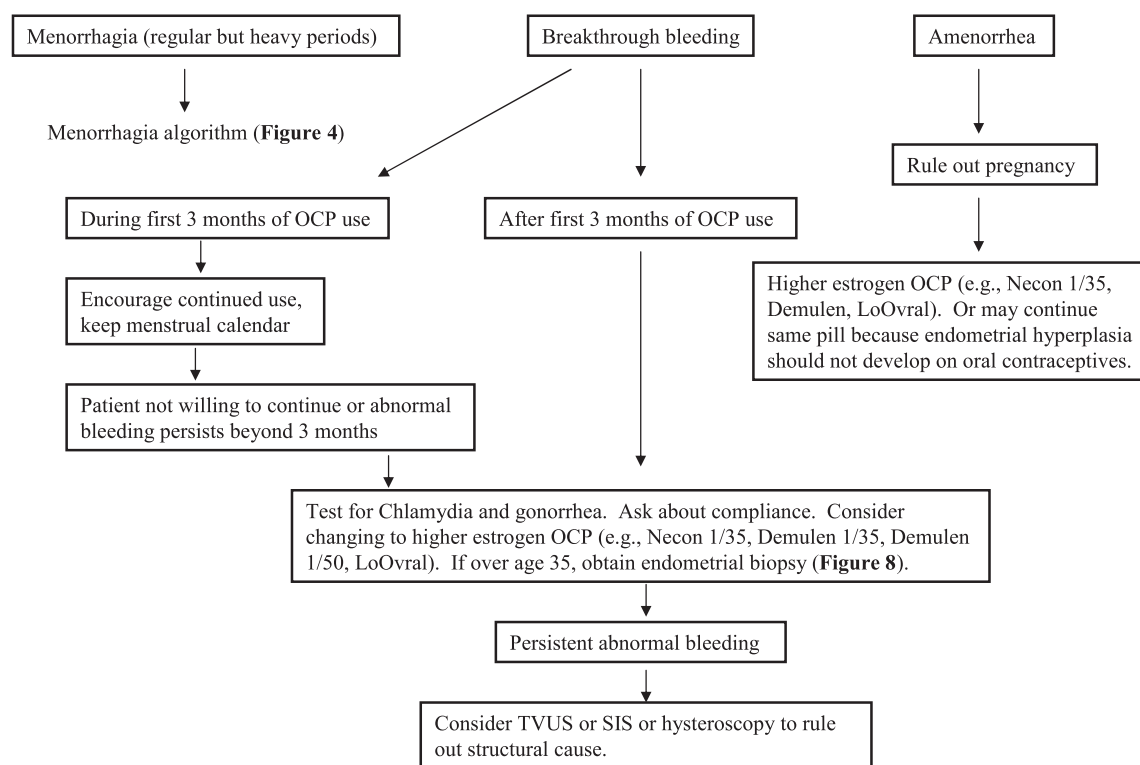 Menorrhagia (regular but heavy periods)
Breakthrough bleeding
Amenorrhea
Menorrhagia algorithm (Figure 4)
Rule out pregnancy
During first 3 months of OCP use
After first 3 months of OCP use
Higher estrogen OCP (e.g., Necon 1/35,
Demulen, LoOvral).  Or may continue
same pill because endometrial hyperplasia
should not develop on oral contraceptives.
Encourage continued use,
keep menstrual calendar
Patient not willing to continue or abnormal
bleeding persists beyond 3 months
Test for Chlamydia and gonorrhea.  Ask about compliance.  Consider
changing to higher estrogen OCP (e.g., Necon 1/35, Demulen 1/35, Demulen
1/50, LoOvral).  If over age 35, obtain endometrial biopsy (Figure 8).
Persistent abnormal bleeding
Consider TVUS or SIS or hysteroscopy to rule
out structural cause.